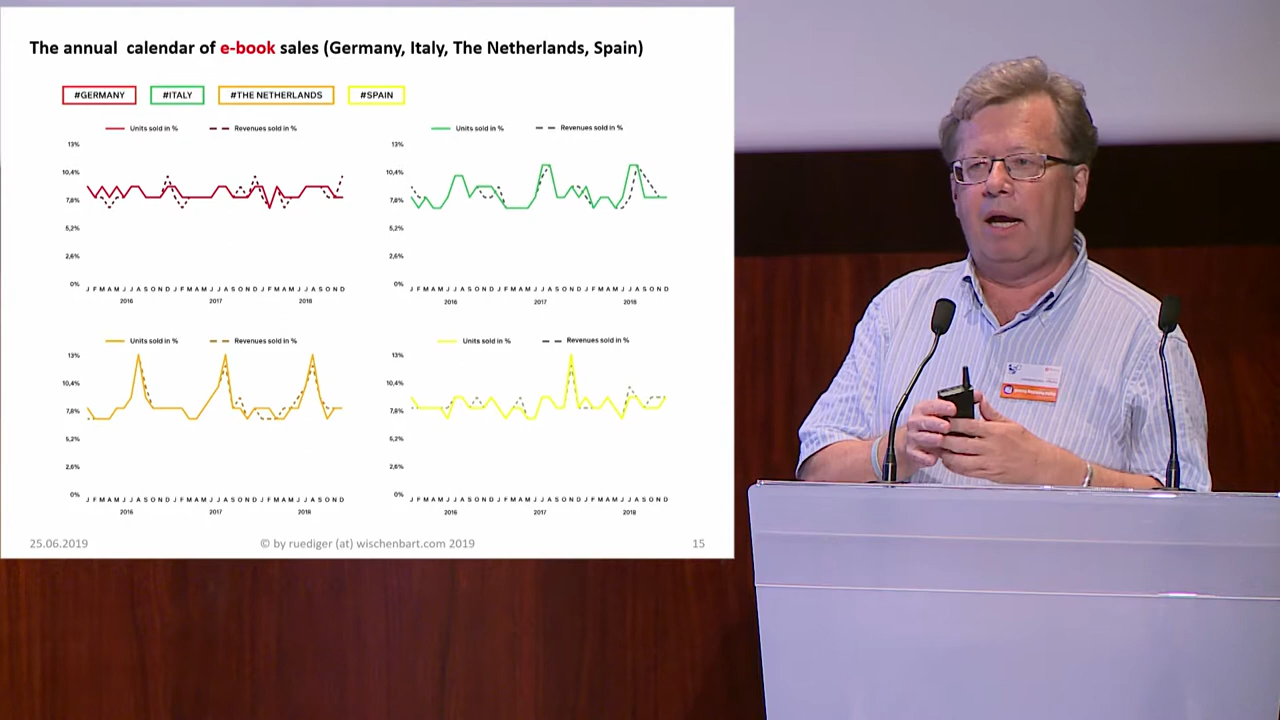 The annual calendar of e-book sales (Germany, Italy, The Netherlands, Spain)
#GERMANY #ITALY #THE NETHERLANDS #SPAIN
Units sold in % Revenues sold in %
13%
10,4%
7,8%
5,2%
2,6%
0%
J F M A M J J A S O N D J F M A M J J A S O N D J F M A M J J A S O N D
2016 2017 2018
Units sold in % Revenues sold in %
13%
10,4%
7,8%
5,2%
2,6%
0%
J F M A M J J A S O N D J F M A M J J A S O N D J F M A M J J A S O N D
2016 2017 2018
Units sold in % Revenues sold in %
13%
10,4%
7,8%
5,2%
2,6%
0%
J F M A M J J A S O N D J F M A M J J A S O N D J F M A M J J A S O N D
2016 2017 2018
Units sold in % Revenues sold in %
13%
10,4%
7,8%
5,2%
2,6%
0%
J F M A M J J A S O N D J F M A M J J A S O N D J F M A M J J A S O N D
2016 2017 2018
25.06.2019 © by ruediger (at) wischenbart.com 2019 15